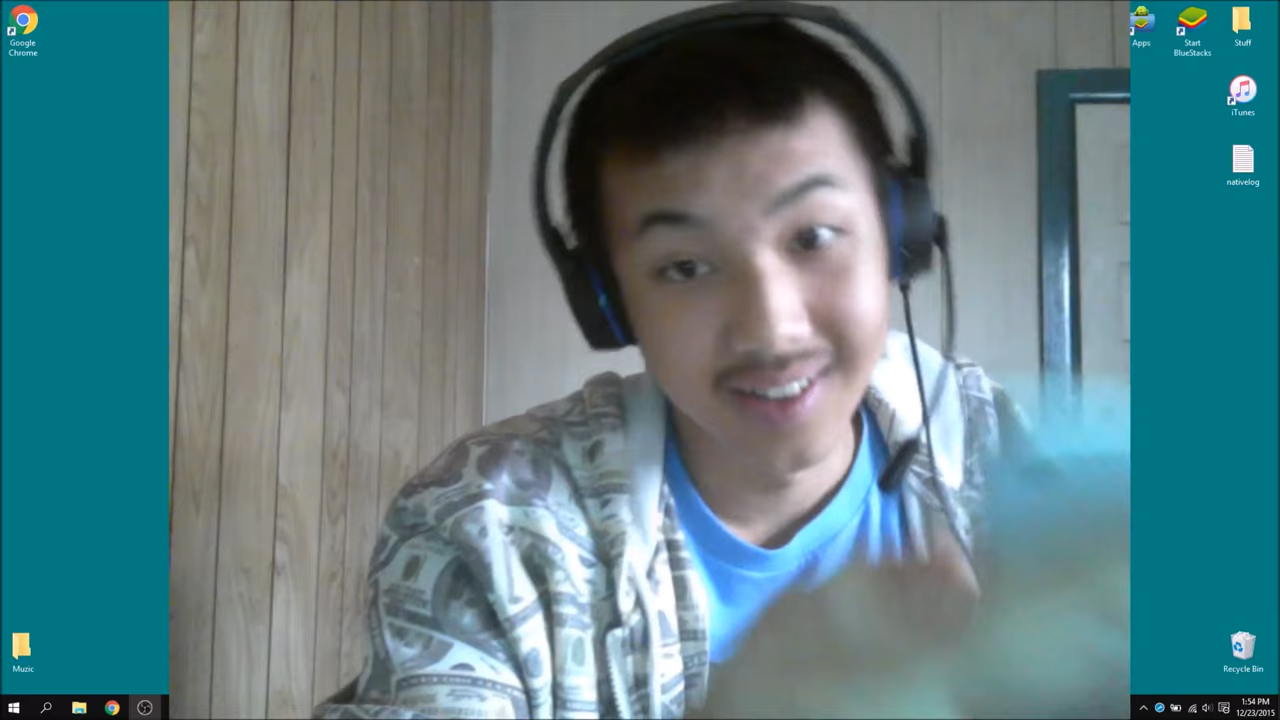 Google
Chrome
Apps
Start
BlueStacks
Stuff
iTunes
nativelog
Muzic
Recycle Bin
1:54 PM
12/23/2015